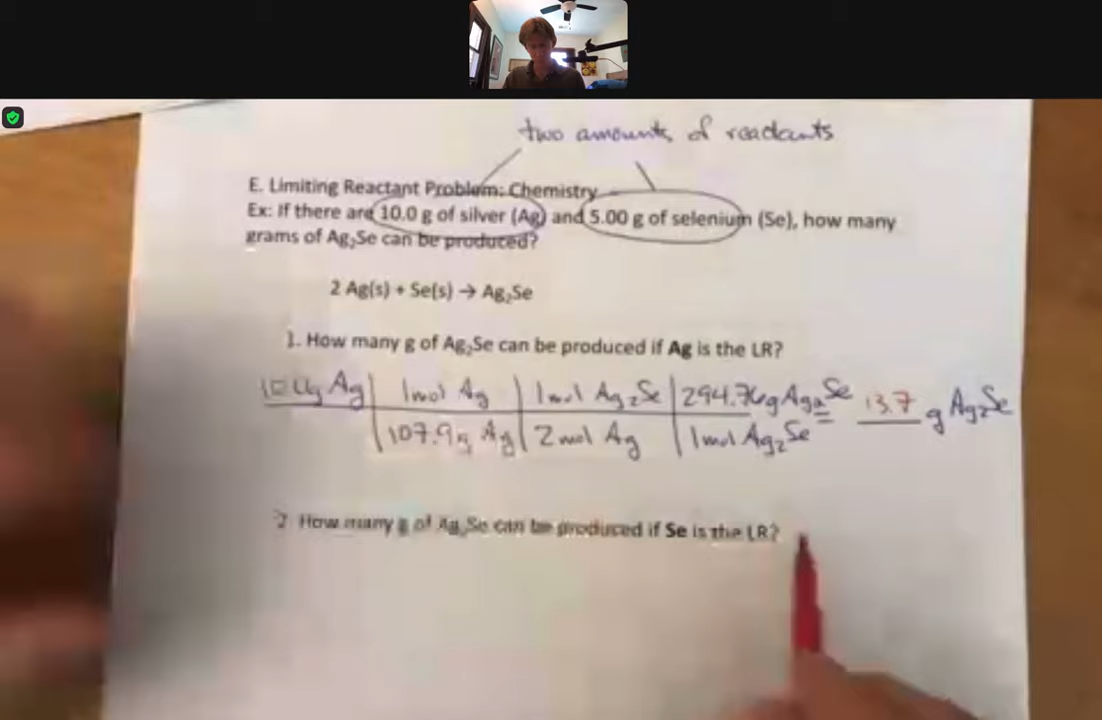 two amounts of reactants
E. Limiting Reactant Problem: Chemistry
Ex: If there are 10.0 g of silver (Ag) and 5.00 g of selenium (Se), how many
grams of Ag₂Se can be produced?
2 Ag(s) + Se(s) → Ag₂Se
1. How many g of Ag₂Se can be produced if Ag is the LR?
10.0g Ag | 1mol Ag | 1mol Ag₂Se | 294.76g Ag₂Se = 13.7 g Ag₂Se
107.9g Ag | 2mol Ag | 1mol Ag₂Se
2. How many g of Ag₂Se can be produced if Se is the LR?